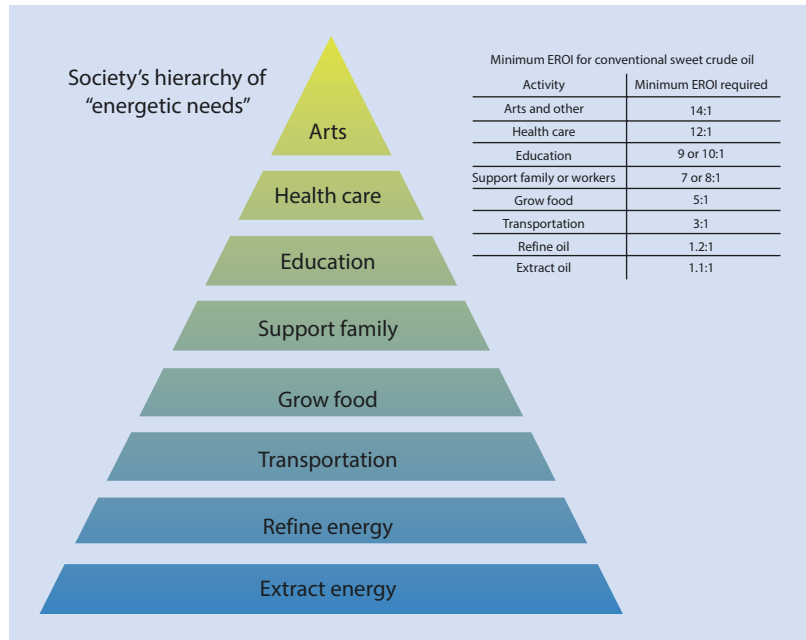 Society's hierarchy of
“energetic needs”
Arts
Health care
Education
Support family
Grow food
Transportation
Refine energy
Extract energy
Minimum EROI for conventional sweet crude oil
Activity Minimum EROI required
Arts and other 14:1
Health care 12:1
Education 9 or 10:1
Support family or workers 7 or 8:1
Grow food 5:1
Transportation 3:1
Refine oil 1.2:1
Extract oil 1.1:1